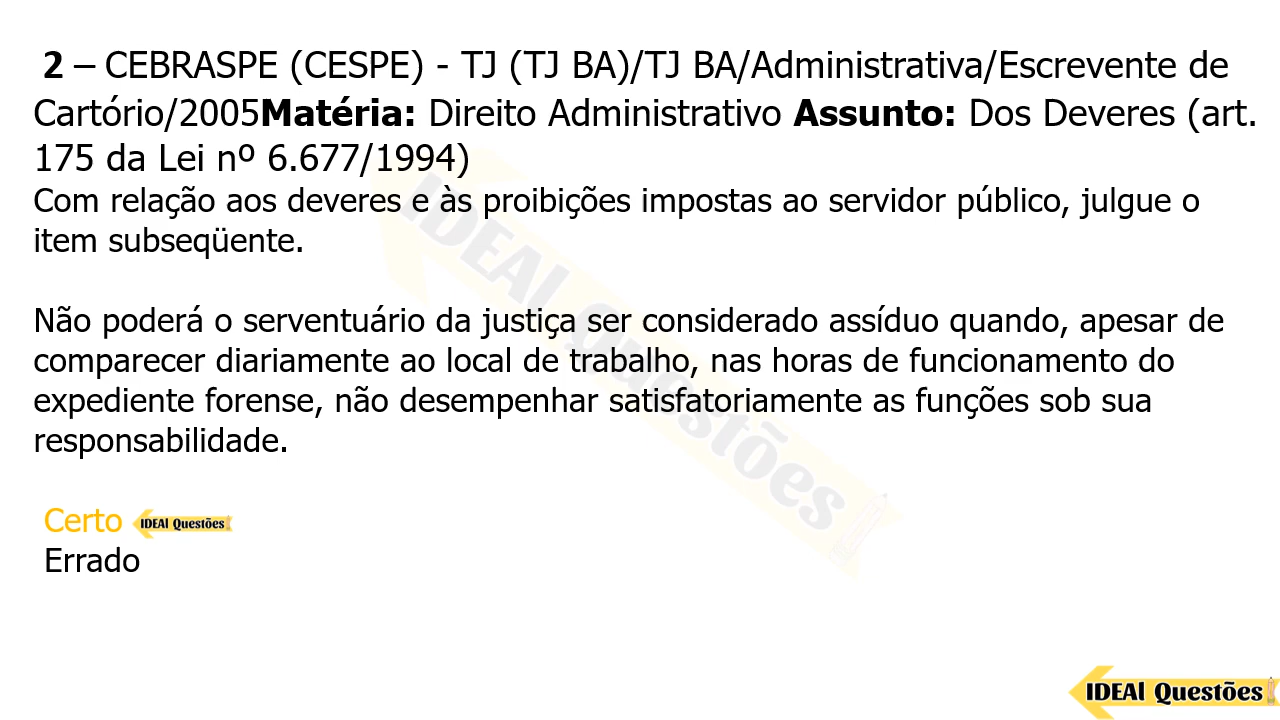 2 – CEBRASPE (CESPE) - TJ (TJ BA)/TJ BA/Administrativa/Escrevente de
Cartório/2005Matéria: Direito Administrativo Assunto: Dos Deveres (art.
175 da Lei nº 6.677/1994)
Com relação aos deveres e às proibições impostas ao servidor público, julgue o
item subseqüente.
Não poderá o serventuário da justiça ser considerado assíduo quando, apesar de
comparecer diariamente ao local de trabalho, nas horas de funcionamento do
expediente forense, não desempenhar satisfatoriamente as funções sob sua
responsabilidade.
Certo IDEAl Questões
Errado
IDEAl Questões
IDEAl Questões